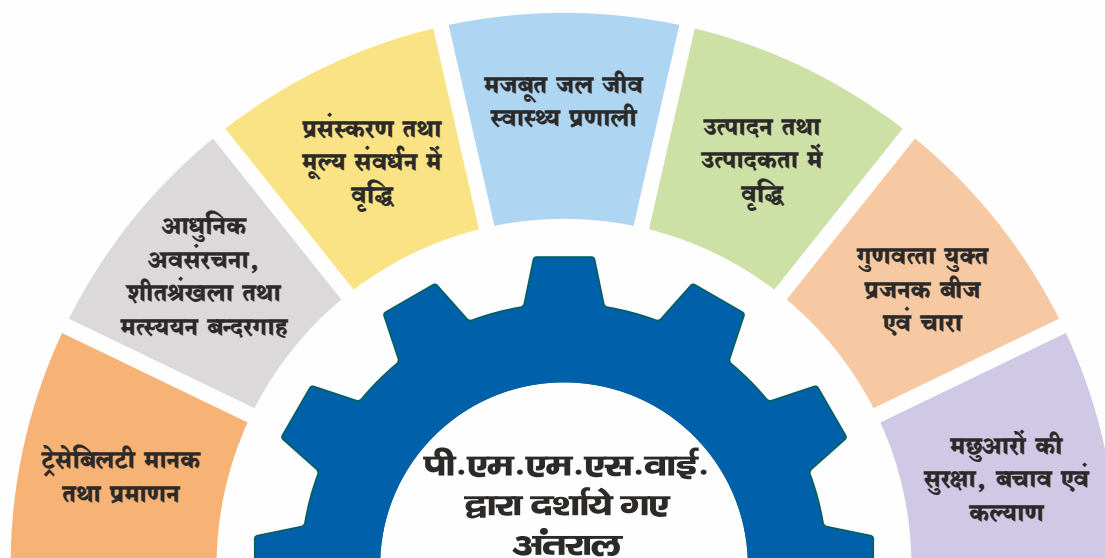 ट्रेसेबिलटी मानक
तथा प्रमाणन
आधुनिक
अवसंरचना,
शीतश्रंखला तथा
मत्स्ययन बन्दरगाह
प्रसंस्करण तथा
मूल्य संवर्धन में
वृद्धि
मजबूत जल जीव
स्वास्थ्य प्रणाली
उत्पादन तथा
उत्पादकता में
वृद्धि
गुणवत्ता युक्त
प्रजनक बीज
एवं चारा
मछुआरों की
सुरक्षा, बचाव एवं
कल्याण
पी.एम.एम.एस.वाई.
द्वारा दर्शाये गए
अंतराल